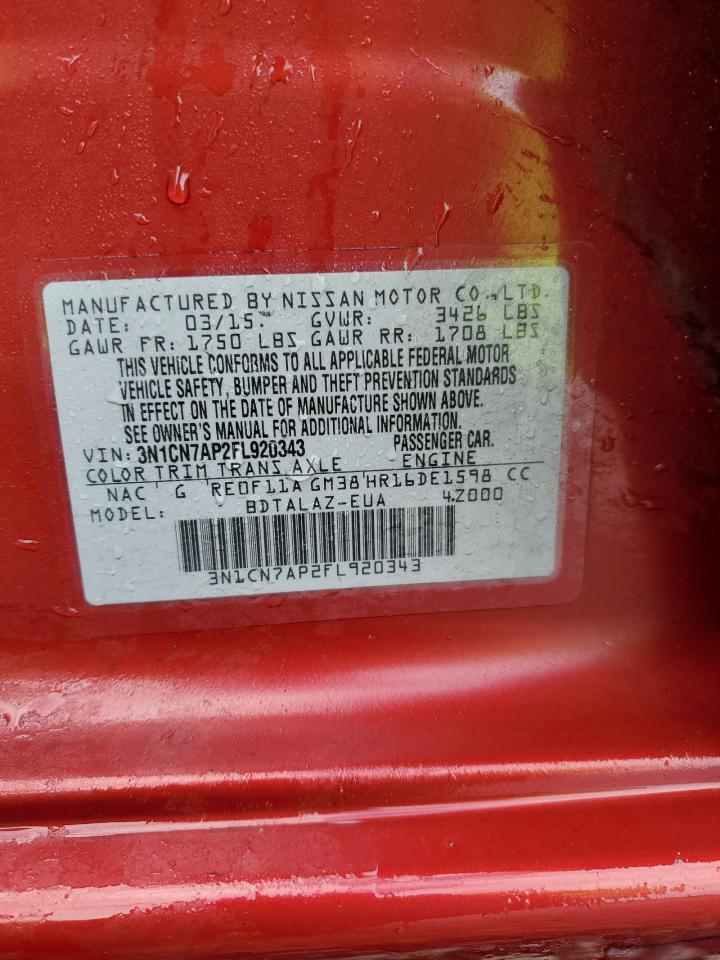 MANUFACTURED BY NISSAN MOTOR CO.,LTD.
DATE: 03/15. GVWR: 3426 LBS
GAWR FR: 1750 LBS GAWR RR: 1708 LBS
THIS VEHICLE CONFORMS TO ALL APPLICABLE FEDERAL MOTOR
VEHICLE SAFETY, BUMPER AND THEFT PREVENTION STANDARDS
IN EFFECT ON THE DATE OF MANUFACTURE SHOWN ABOVE.
SEE OWNER'S MANUAL FOR ADDITIONAL INFORMATION.
VIN: 3N1CN7AP2FL920343 PASSENGER CAR.
COLOR TRIM TRANS AXLE ENGINE
NAC G RE0F11A GM38 HR16DE1598 CC
MODEL: BDTALAZ-EUA 4Z000
3N1CN7AP2FL920343